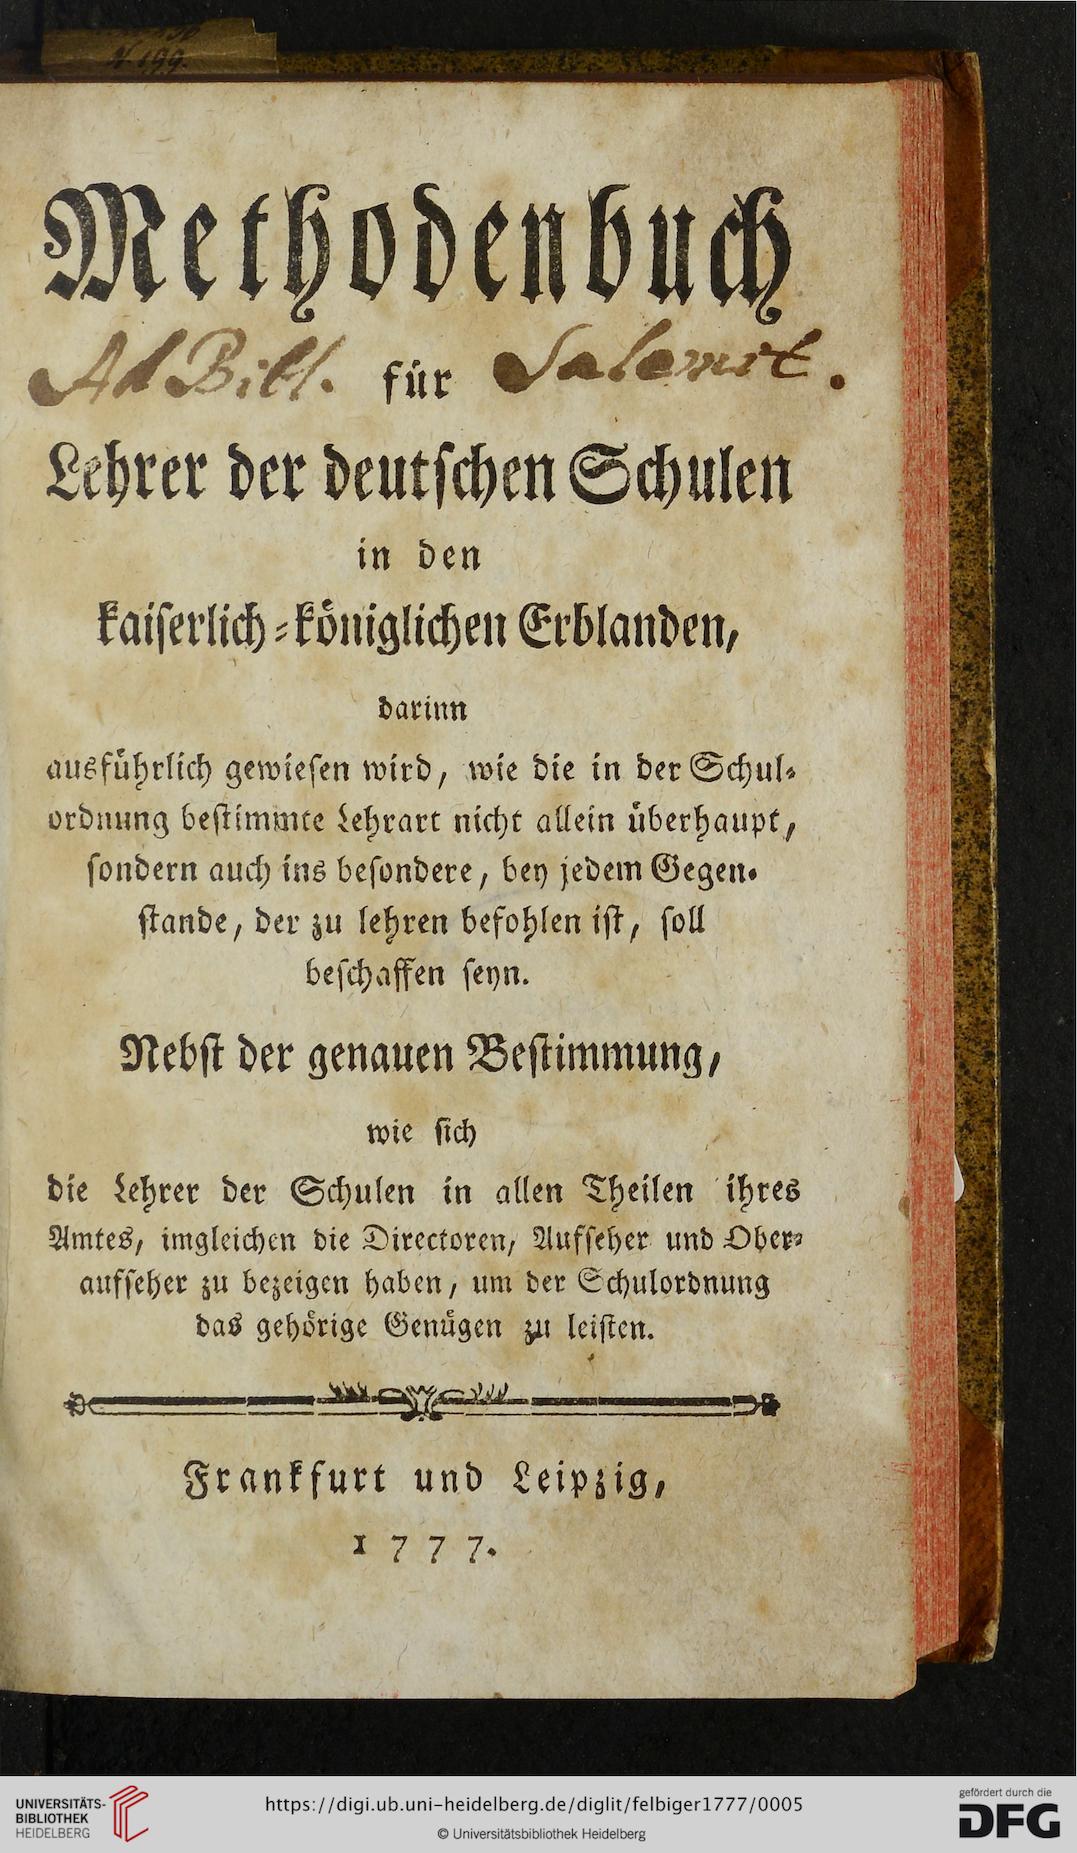 N. 199.
Methodenbuch
Ad Bibl. für Salemit.
Lehrer der deutschen Schulen
in den
kaiserlich-königlichen Erblanden,
darinn
ausführlich gewiesen wird, wie die in der Schul-
ordnung bestimmte Lehrart nicht allein überhaupt,
sondern auch ins besondere, bey jedem Gegen-
stande, der zu lehren befohlen ist, soll
beschaffen seyn.
Nebst der genauen Bestimmung,
wie sich
die Lehrer der Schulen in allen Theilen ihres
Amtes, imgleichen die Directoren, Aufseher und Ober-
aufseher zu bezeigen haben, um der Schulordnung
das gehörige Genügen zu leisten.
Frankfurt und Leipzig,
1777.
UNIVERSITÄTS-
BIBLIOTHEK
HEIDELBERG
https://digi.ub.uni-heidelberg.de/diglit/felbiger1777/0005
© Universitätsbibliothek Heidelberg
gefördert durch die
DFG